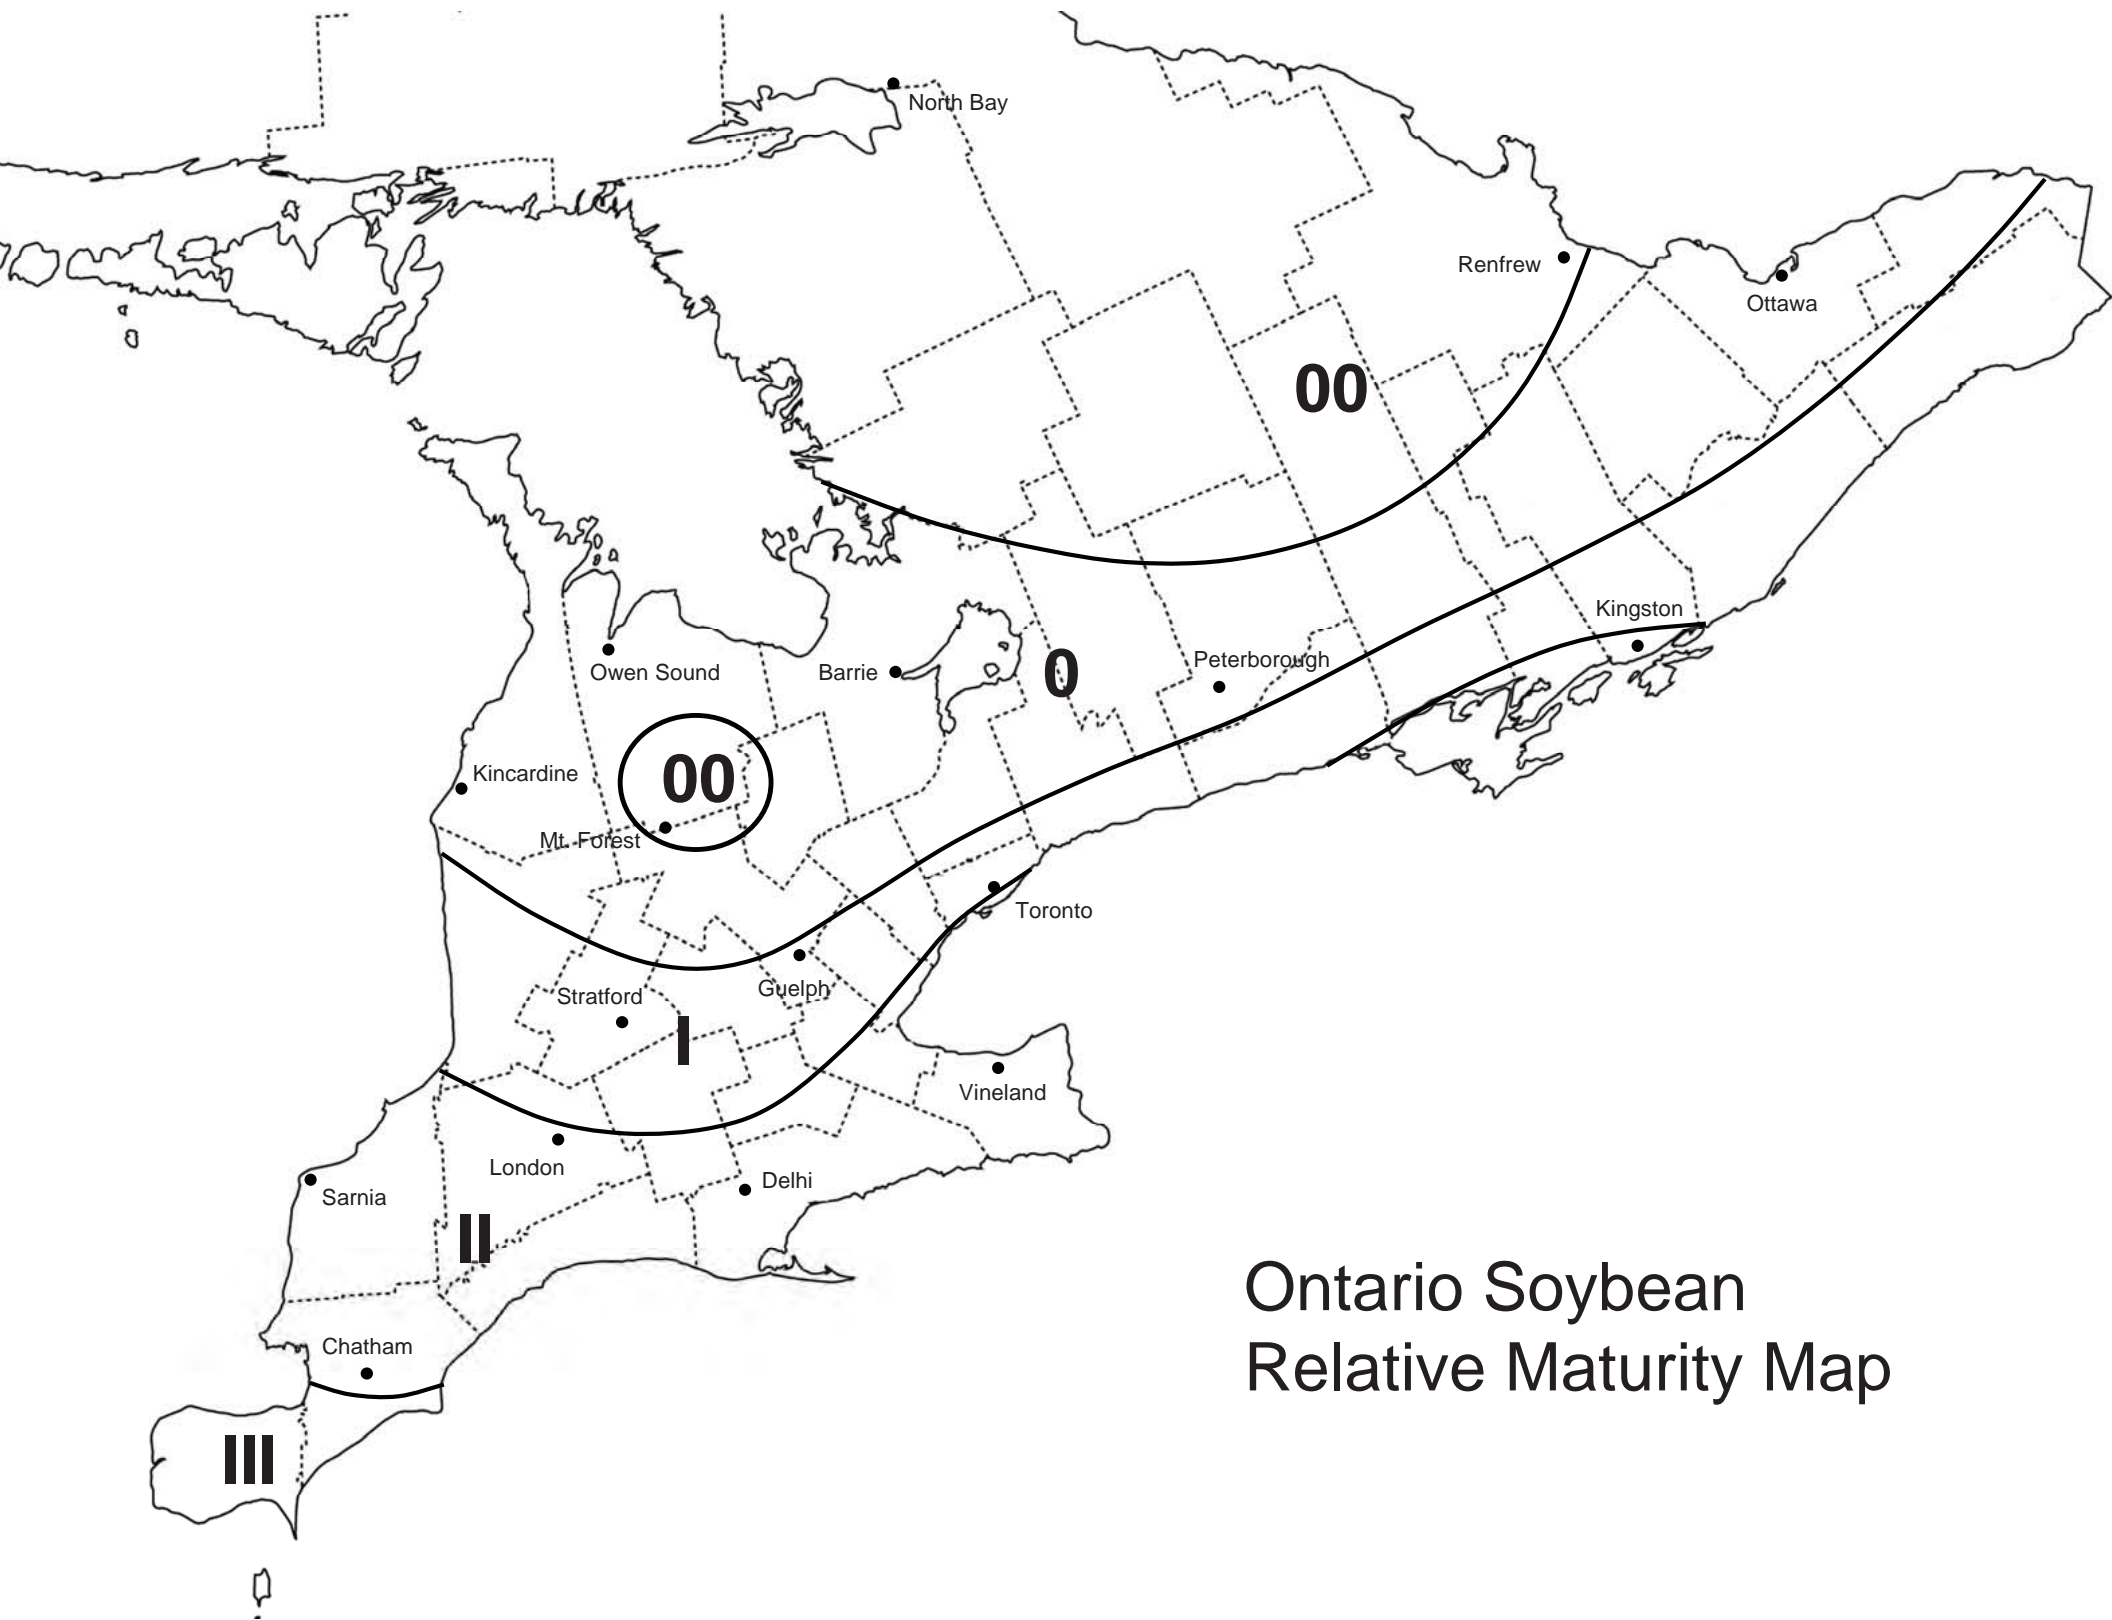 North Bay
Renfrew
Ottawa
00
Kingston
Owen Sound
Barrie
0
Peterborough
00
Kincardine
Mt. Forest
Toronto
Stratford
Guelph
I
Vineland
London
Delhi
Sarnia
II
Chatham
III
Ontario Soybean
Relative Maturity Map